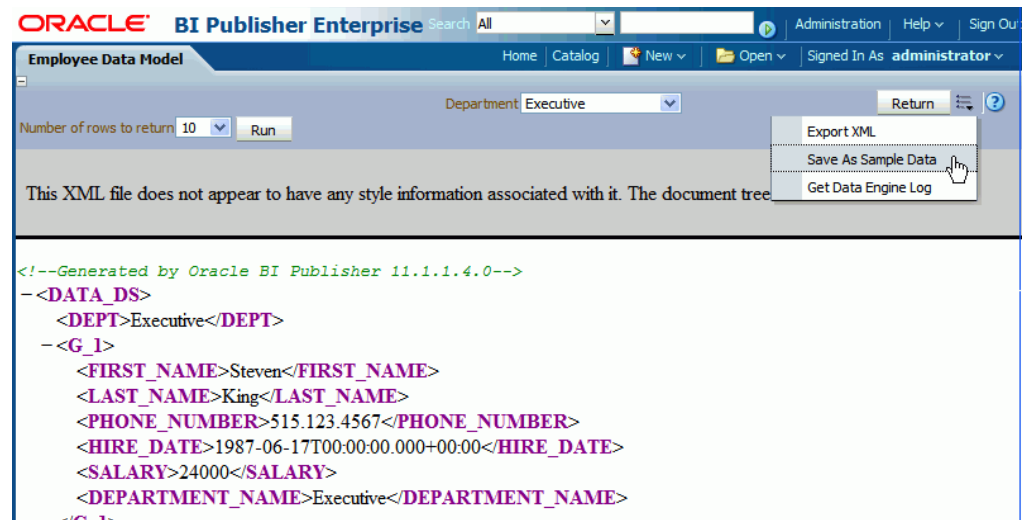 ORACLE BI Publisher Enterprise Search All Administration Help Sign Ou
Employee Data Model Home Catalog New Open Signed In As administrator
Department Executive Return
Number of rows to return 10 Run
Export XML
Save As Sample Data
Get Data Engine Log
This XML file does not appear to have any style information associated with it. The document tree
<!--Generated by Oracle BI Publisher 11.1.1.4.0-->
-<DATA_DS>
<DEPT>Executive</DEPT>
-<G_1>
<FIRST_NAME>Steven</FIRST_NAME>
<LAST_NAME>King</LAST_NAME>
<PHONE_NUMBER>515.123.4567</PHONE_NUMBER>
<HIRE_DATE>1987-06-17T00:00:00.000+00:00</HIRE_DATE>
<SALARY>24000</SALARY>
<DEPARTMENT_NAME>Executive</DEPARTMENT_NAME>
</G_1>